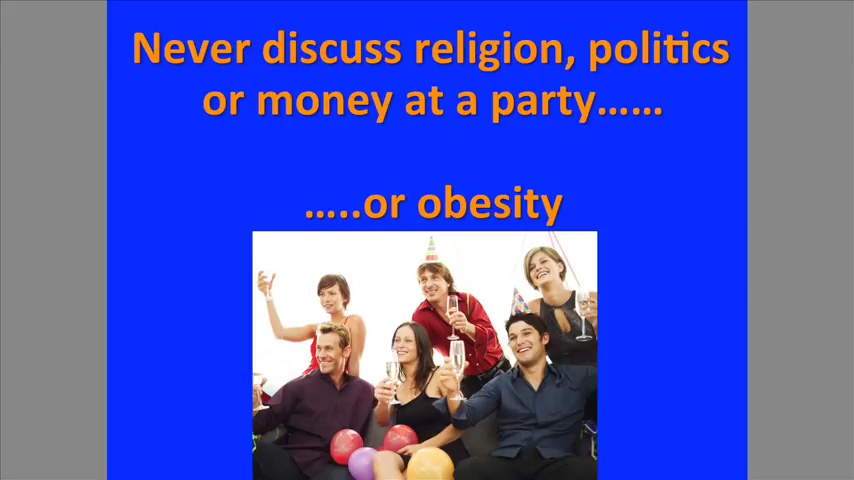 Never discuss religion, politics
or money at a party……
…..or obesity